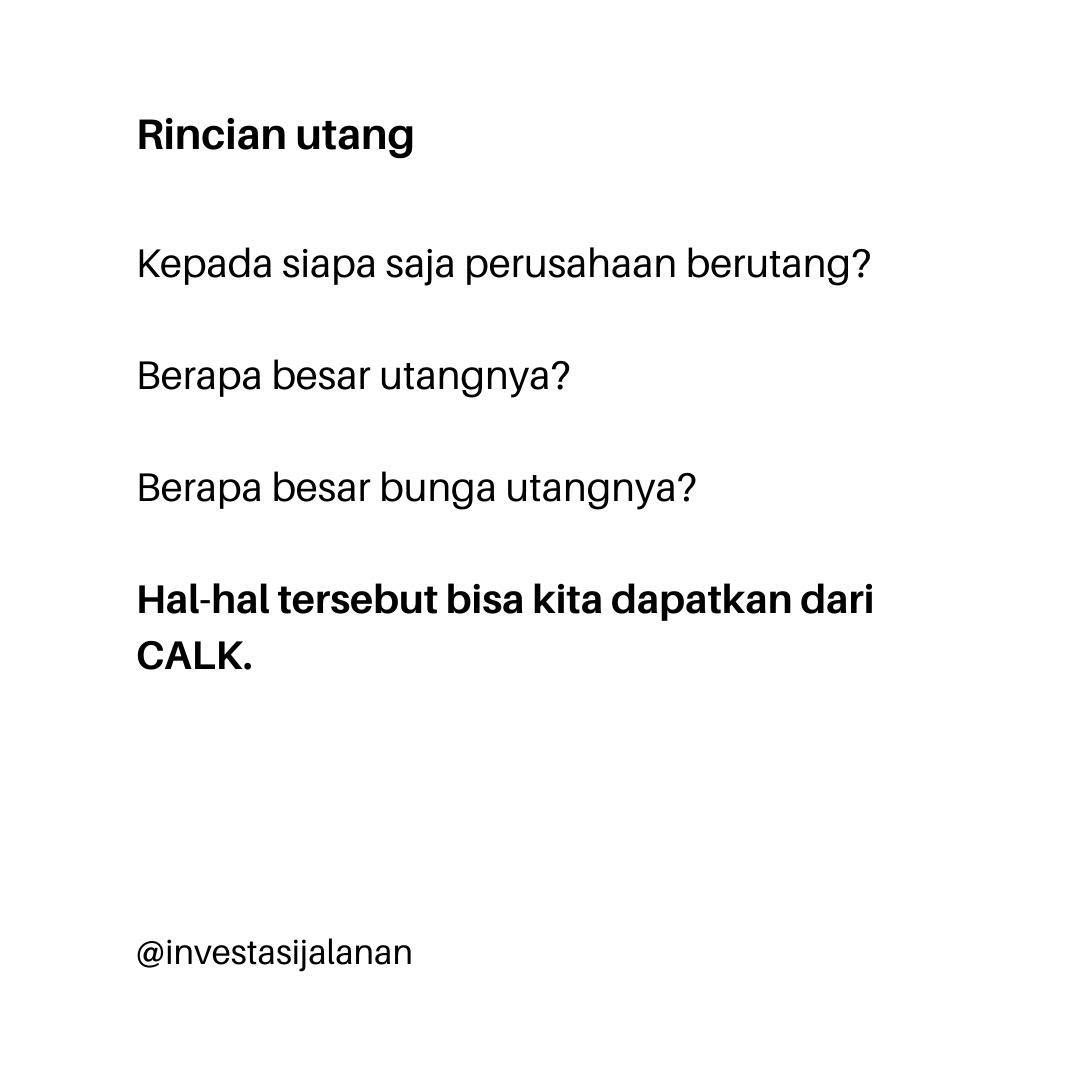 Rincian utang
Kepada siapa saja perusahaan berutang?
Berapa besar utangnya?
Berapa besar bunga utangnya?
Hal-hal tersebut bisa kita dapatkan dari
CALK.
@investasijalanan